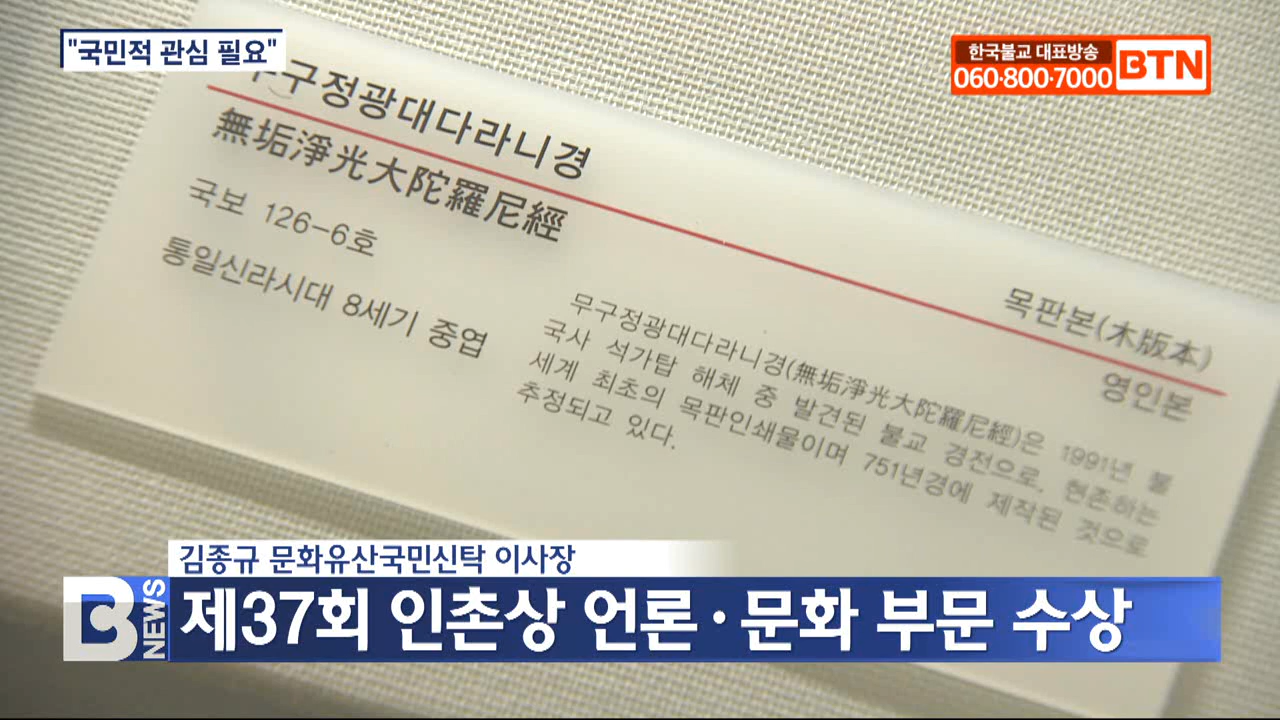 "국민적 관심 필요"
한국불교 대표방송
060·800·7000
BTN
무구정광대다라니경
無垢淨光大陀羅尼經
국보 126-6호
통일신라시대 8세기 중엽
목판본(木版本)
영인본
무구정광대다라니경(無垢淨光大陀羅尼經)은 1991년 불
국사 석가탑 해체 중 발견된 불교 경전으로, 현존하는
세계 최초의 목판인쇄물이며 751년경에 제작된 것으로
추정되고 있다.
김종규 문화유산국민신탁 이사장
B NEWS
제37회 인촌상 언론·문화 부문 수상